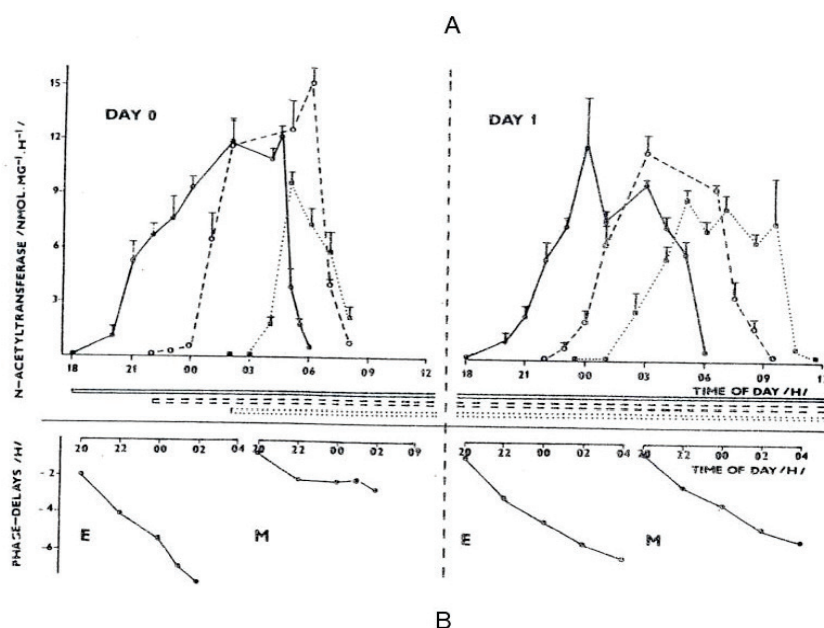 A
N-ACETYLTRANSFERASE /NMOL.MG⁻¹.H⁻¹/
15
12
9
6
3
DAY 0
DAY 1
18 21 00 03 06 09 12
18 21 00 03 06 09 12
TIME OF DAY /H/
PHASE-DELAYS /H/
20 22 00 02 04
20 22 00 02 09
20 22 00 02 04
20 22 00 02 04
TIME OF DAY /H/
-2
-4
-6
E
M
E
M
B